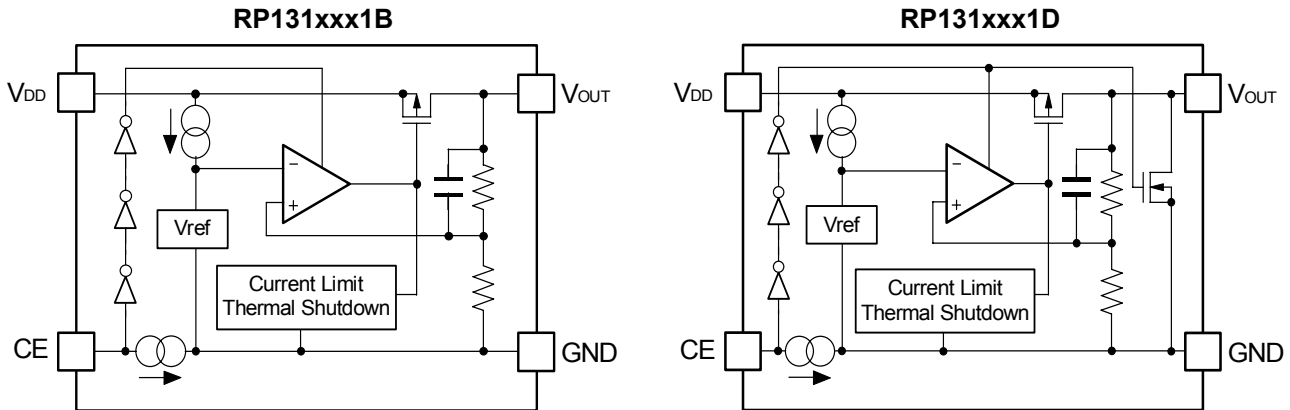 RP131xxx1B
VDD
VOUT
−
+
Vref
Current Limit
Thermal Shutdown
CE
GND
RP131xxx1D
VDD
VOUT
−
+
Vref
Current Limit
Thermal Shutdown
CE
GND